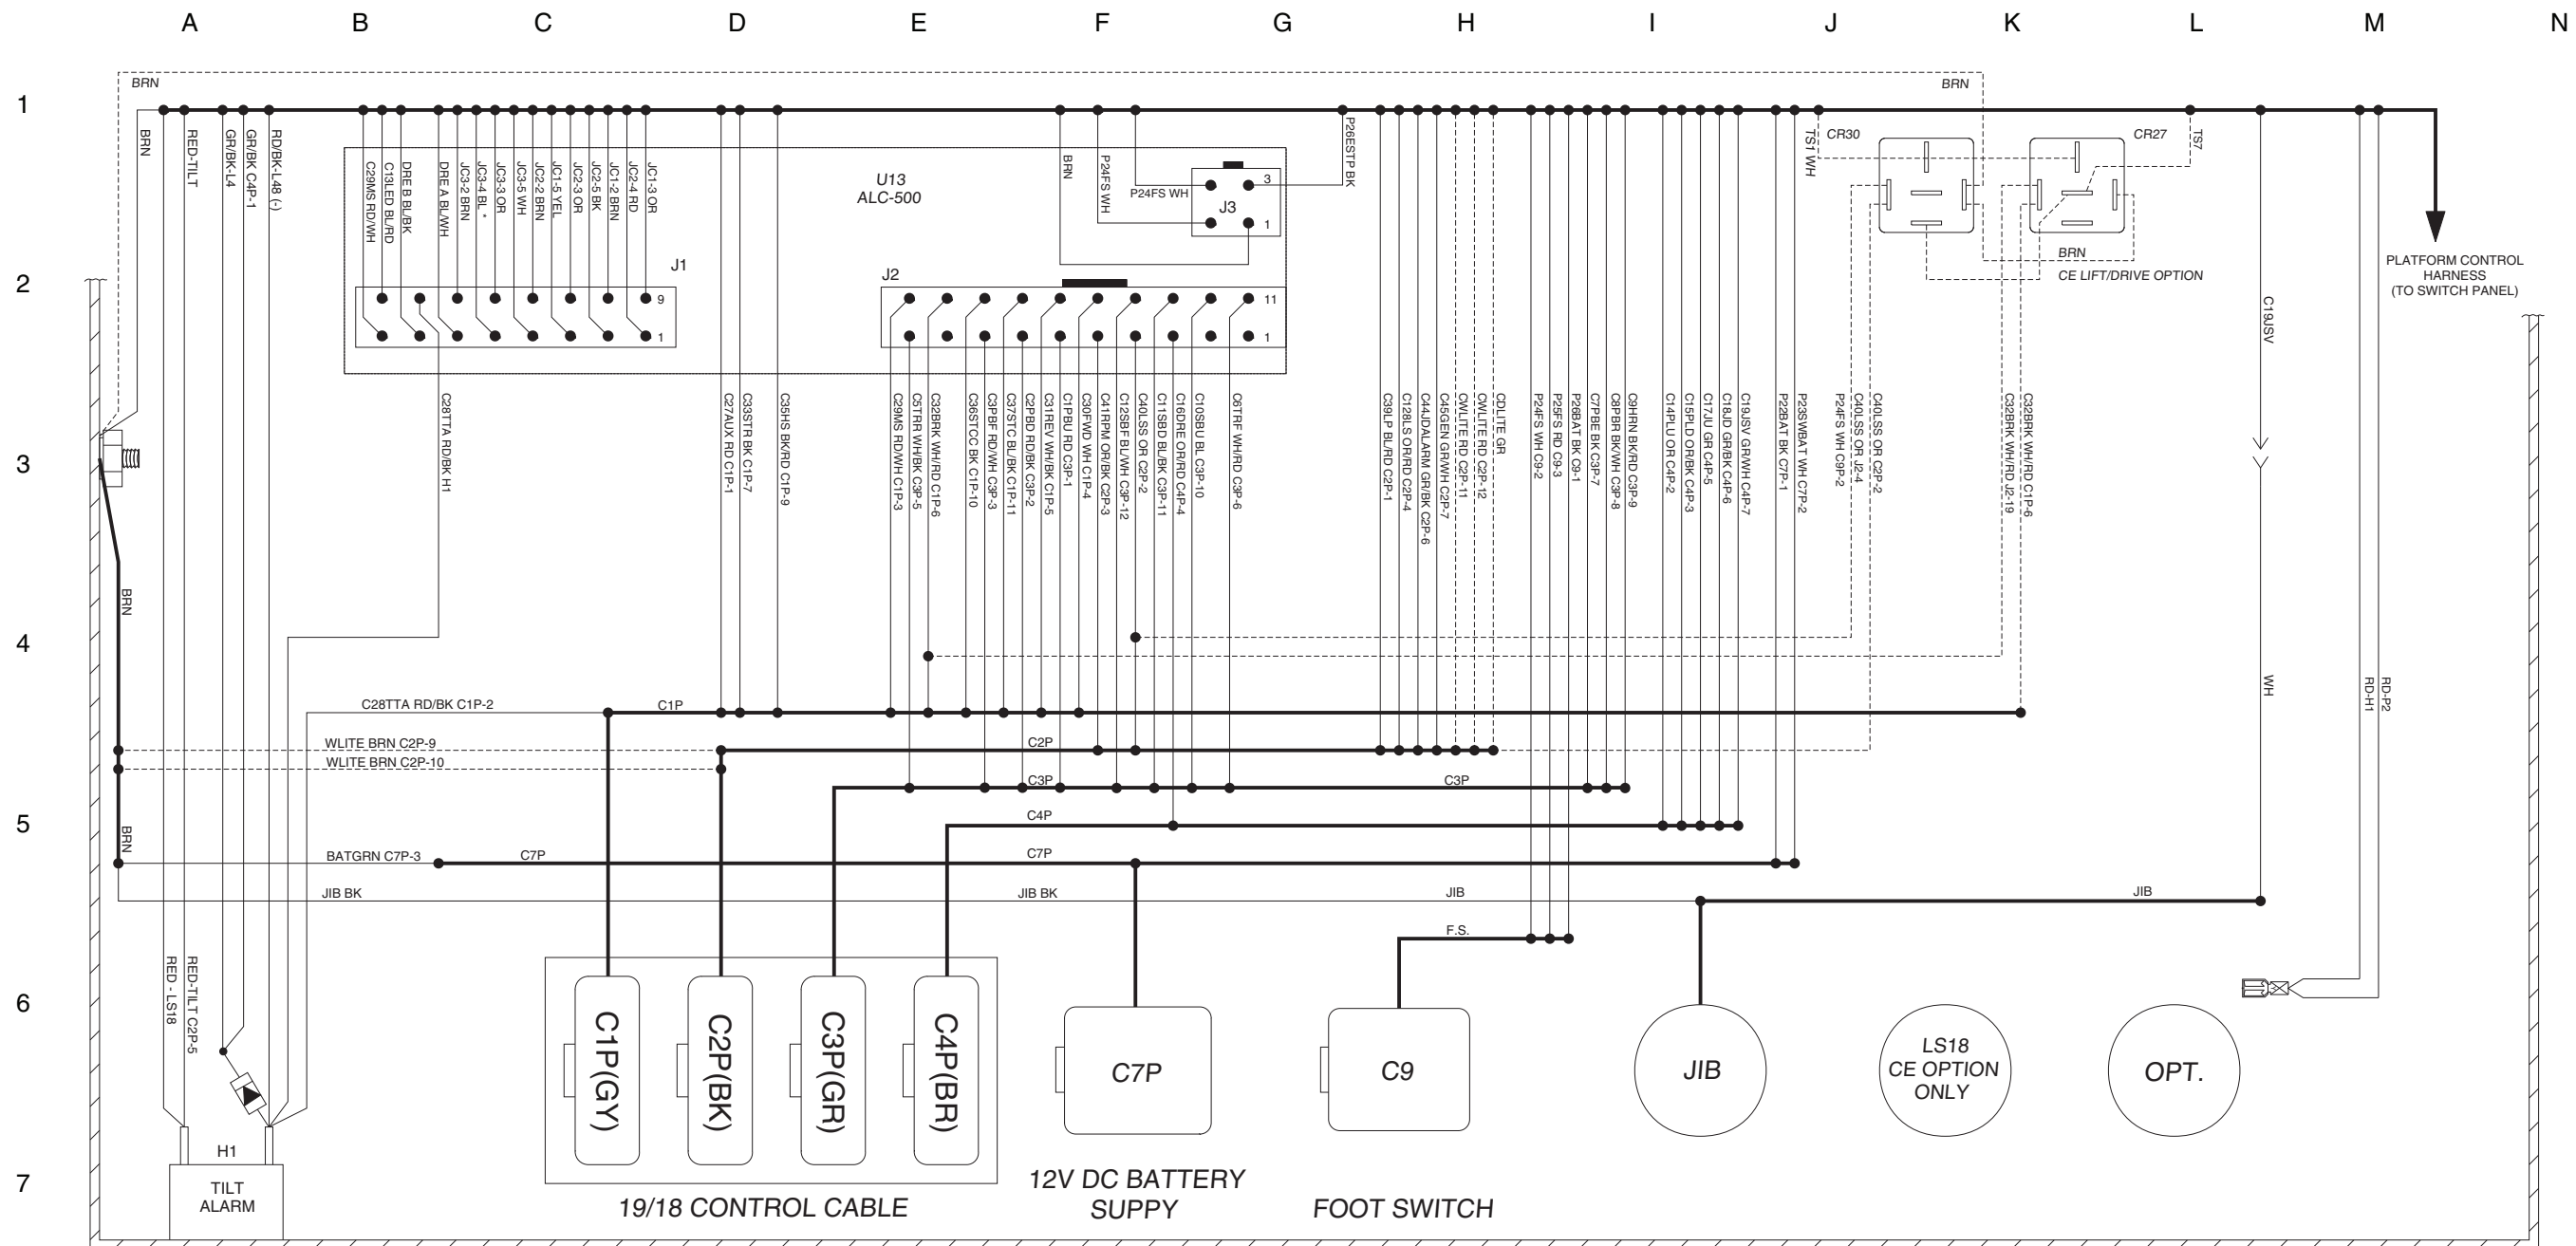 A B C D E F G H I J K L M N
1
2
3
4
5
6
7
BRN
BRN
BRN
RED-TILT
GR/BK-L4
GR/BK C4P-1
RD/BK-L48 (-)
C29MS RD/WH
C13LED BL/RD
DRE B BL/BK
DRE A BL/WH
JC3-2 BRN
JC3-4 BL *
JC3-3 OR
JC3-5 WH
JC2-2 BRN
JC1-5 YEL
JC2-3 OR
JC2-5 BK
JC1-2 BRN
JC2-4 RD
JC1-3 OR
U13
ALC-500
BRN
P24FS WH
P24FS WH
J3
3
1
P26ESTP BK
TS1 WH
CR30
CR27
TS7
BRN
CE LIFT/DRIVE OPTION
PLATFORM CONTROL
HARNESS
(TO SWITCH PANEL)
J1
9
1
J2
11
1
C19JSV
C28TTA RD/BK H1
C27AUX RD C1P-1
C33STR BK C1P-7
C35HS BK/RD C1P-9
C29MS RD/WH C1P-3
C5TRR WH/BK C3P-5
C32BRK WH/RD C1P-6
C36STCC BK C1P-10
C3PBF RD/WH C3P-3
C37STC BL/BK C1P-11
C2PBD RD/BK C3P-2
C31REV WH/BK C1P-5
C1PBU RD C3P-1
C30FWD WH C1P-4
C41RPM OR/BK C2P-3
C12SBF BL/WH C3P-12
C40LSS OR C2P-2
C11SBD BL/BK C3P-11
C16DRE OR/RD C4P-4
C10SBU BL C3P-10
C6TRF WH/RD C3P-6
C39LP BL/RD C2P-1
C128LS OR/RD C2P-4
C44JDALARM GR/BK C2P-6
C45GEN GR/WH C2P-7
CWLITE RD C2P-11
CWLITE RD C2P-12
CDLITE GR
P24FS WH C9-2
P25FS RD C9-3
P26BAT BK C9-1
C7PBE BK C3P-7
C8PBR BK/WH C3P-8
C9HRN BK/RD C3P-9
C14PLU OR C4P-2
C15PLD OR/BK C4P-3
C17JU GR C4P-5
C18JD GR/BK C4P-6
C19JSV GR/WH C4P-7
P22BAT BK C7P-1
P23SWBAT WH C7P-2
P24FS WH C9P-2
C40LSS OR J2-4
C40LSS OR C2P-2
C32BRK WH/RD J2-19
C32BRK WH/RD C1P-6
BRN
WH
RD-H1
RD-P2
C28TTA RD/BK C1P-2
C1P
WLITE BRN C2P-9
C2P
WLITE BRN C2P-10
C3P
C3P
C4P
BRN
BATGRN C7P-3
C7P
C7P
JIB BK
JIB BK
JIB
JIB
F.S.
RED - LS18
RED-TILT C2P-5
C1P(GY)
C2P(BK)
C3P(GR)
C4P(BR)
C7P
C9
JIB
LS18
CE OPTION
ONLY
OPT.
H1
TILT
ALARM
19/18 CONTROL CABLE
12V DC BATTERY
SUPPY
FOOT SWITCH